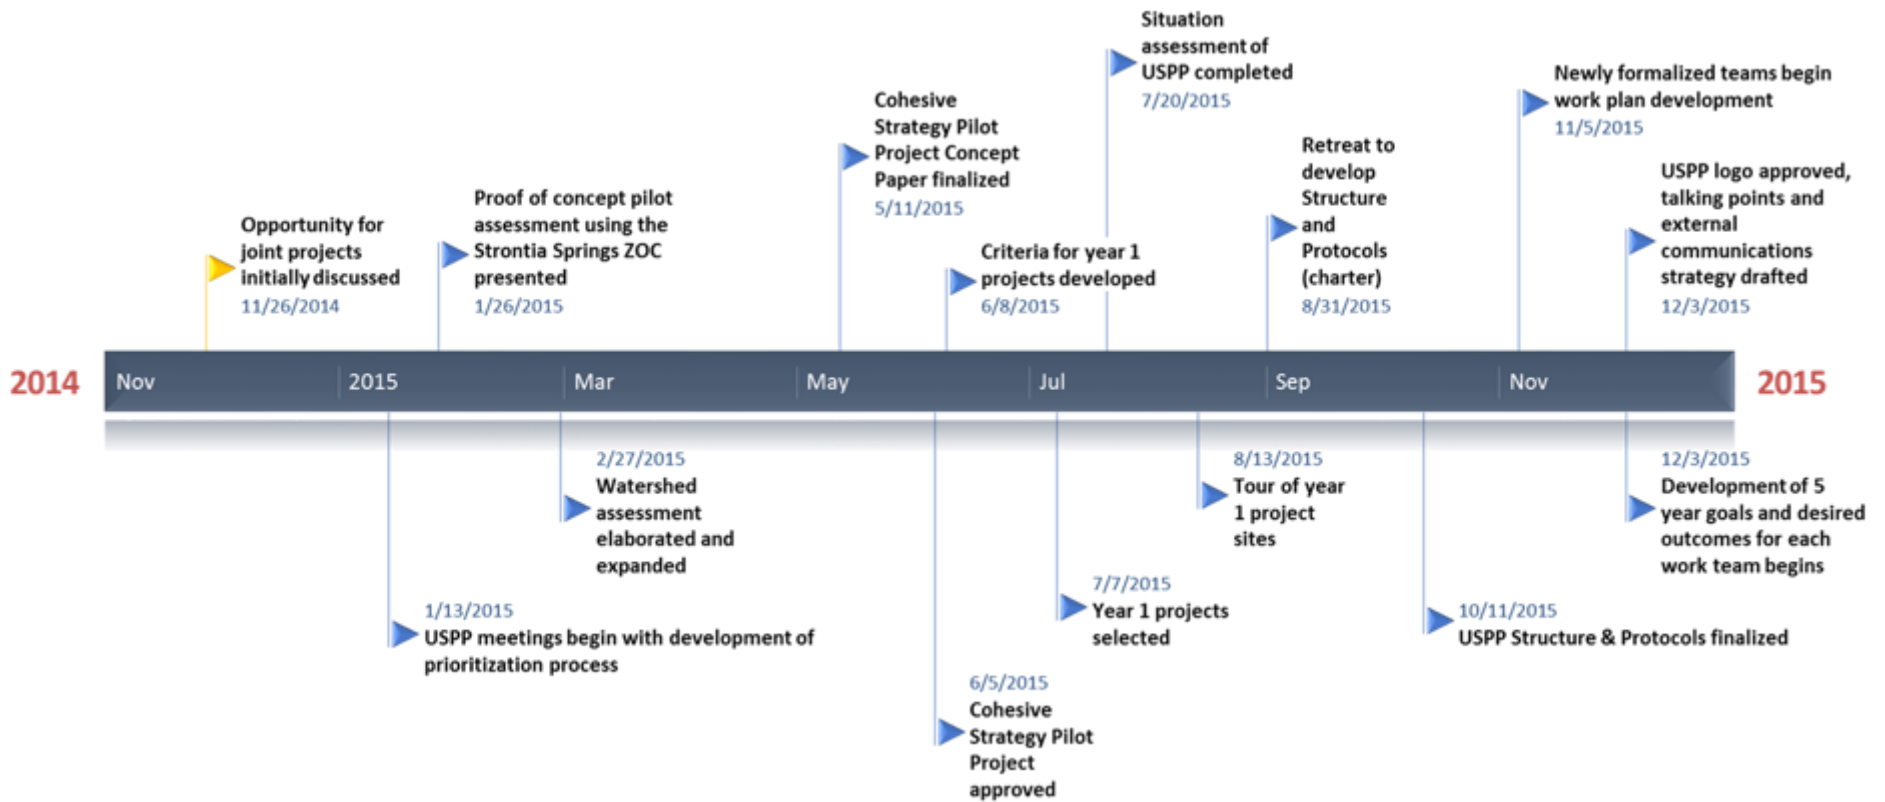 Situation
assessment of
USPP completed
7/20/2015
Newly formalized teams begin
work plan development
11/5/2015
Cohesive
Strategy Pilot
Project Concept
Paper finalized
5/11/2015
Retreat to
develop
Structure
and
Protocols
(charter)
8/31/2015
USPP logo approved,
talking points and
external
communications
strategy drafted
12/3/2015
Proof of concept pilot
assessment using the
Strontia Springs ZOC
presented
1/26/2015
Opportunity for
joint projects
initially discussed
11/26/2014
Criteria for year 1
projects developed
6/8/2015
2014
Nov
2015
Mar
May
Jul
Sep
Nov
2015
2/27/2015
Watershed
assessment
elaborated and
expanded
8/13/2015
Tour of year
1 project
sites
12/3/2015
Development of 5
year goals and desired
outcomes for each
work team begins
1/13/2015
USPP meetings begin with development of
prioritization process
7/7/2015
Year 1 projects
selected
10/11/2015
USPP Structure & Protocols finalized
6/5/2015
Cohesive
Strategy Pilot
Project
approved